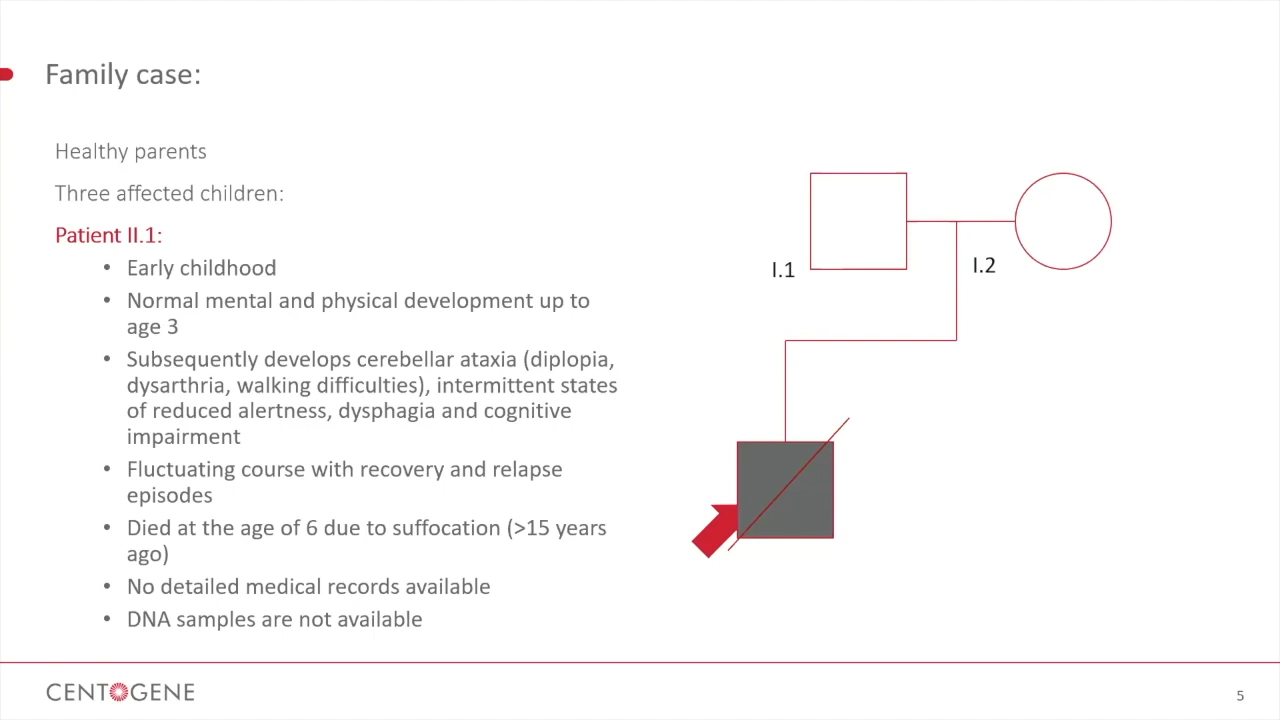 Family case:
Healthy parents
Three affected children:
Patient II.1:
• Early childhood
• Normal mental and physical development up to
age 3
• Subsequently develops cerebellar ataxia (diplopia,
dysarthria, walking difficulties), intermittent states
of reduced alertness, dysphagia and cognitive
impairment
• Fluctuating course with recovery and relapse
episodes
• Died at the age of 6 due to suffocation (>15 years
ago)
• No detailed medical records available
• DNA samples are not available
I.1
I.2
CENTOGENE
5